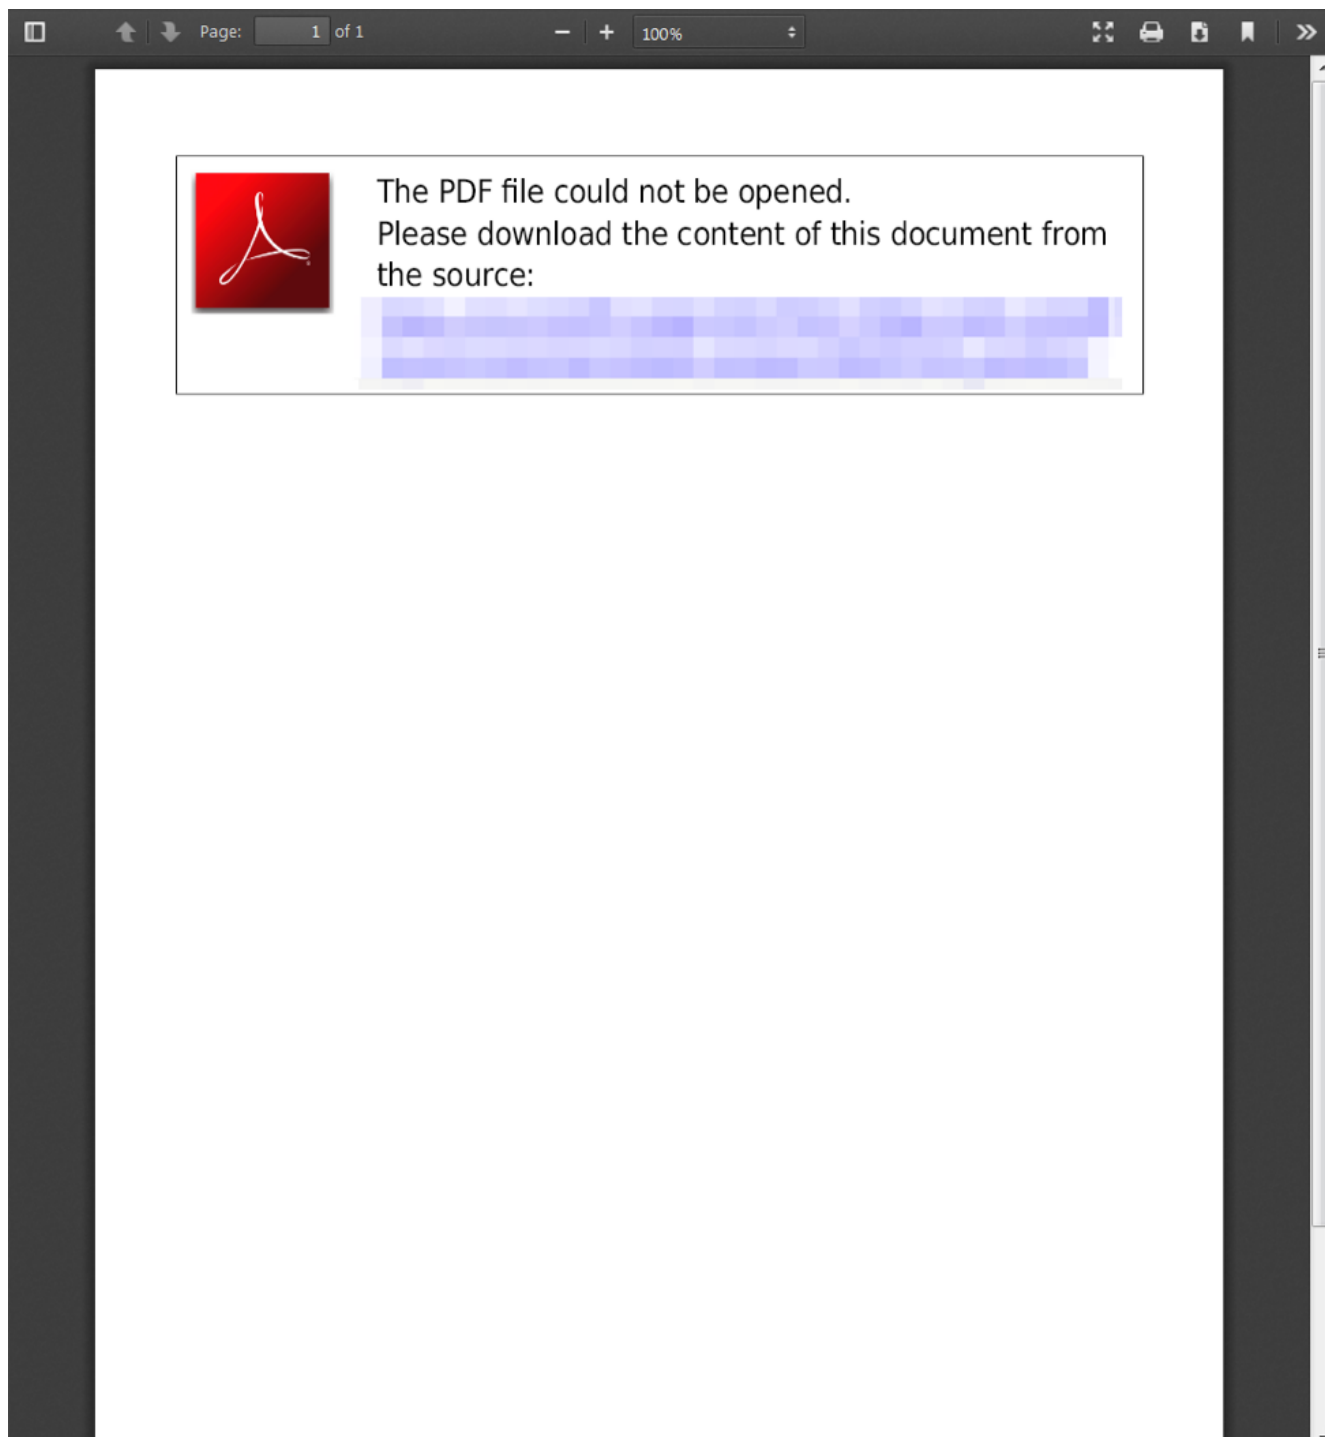 Page: 1 of 1 100%
The PDF file could not be opened.
Please download the content of this document from
the source: